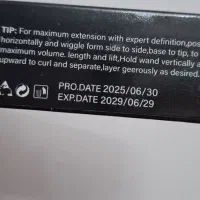 TIP: For maximum extension with expert definition,pos
horizontally and wiggle form side to side,base to tip, to
maximum volume. length and lift,Hold wand vertically a
upward to curl and separate,layer geerously as desired.
PRO.DATE 2025/06/30
EXP.DATE 2029/06/29